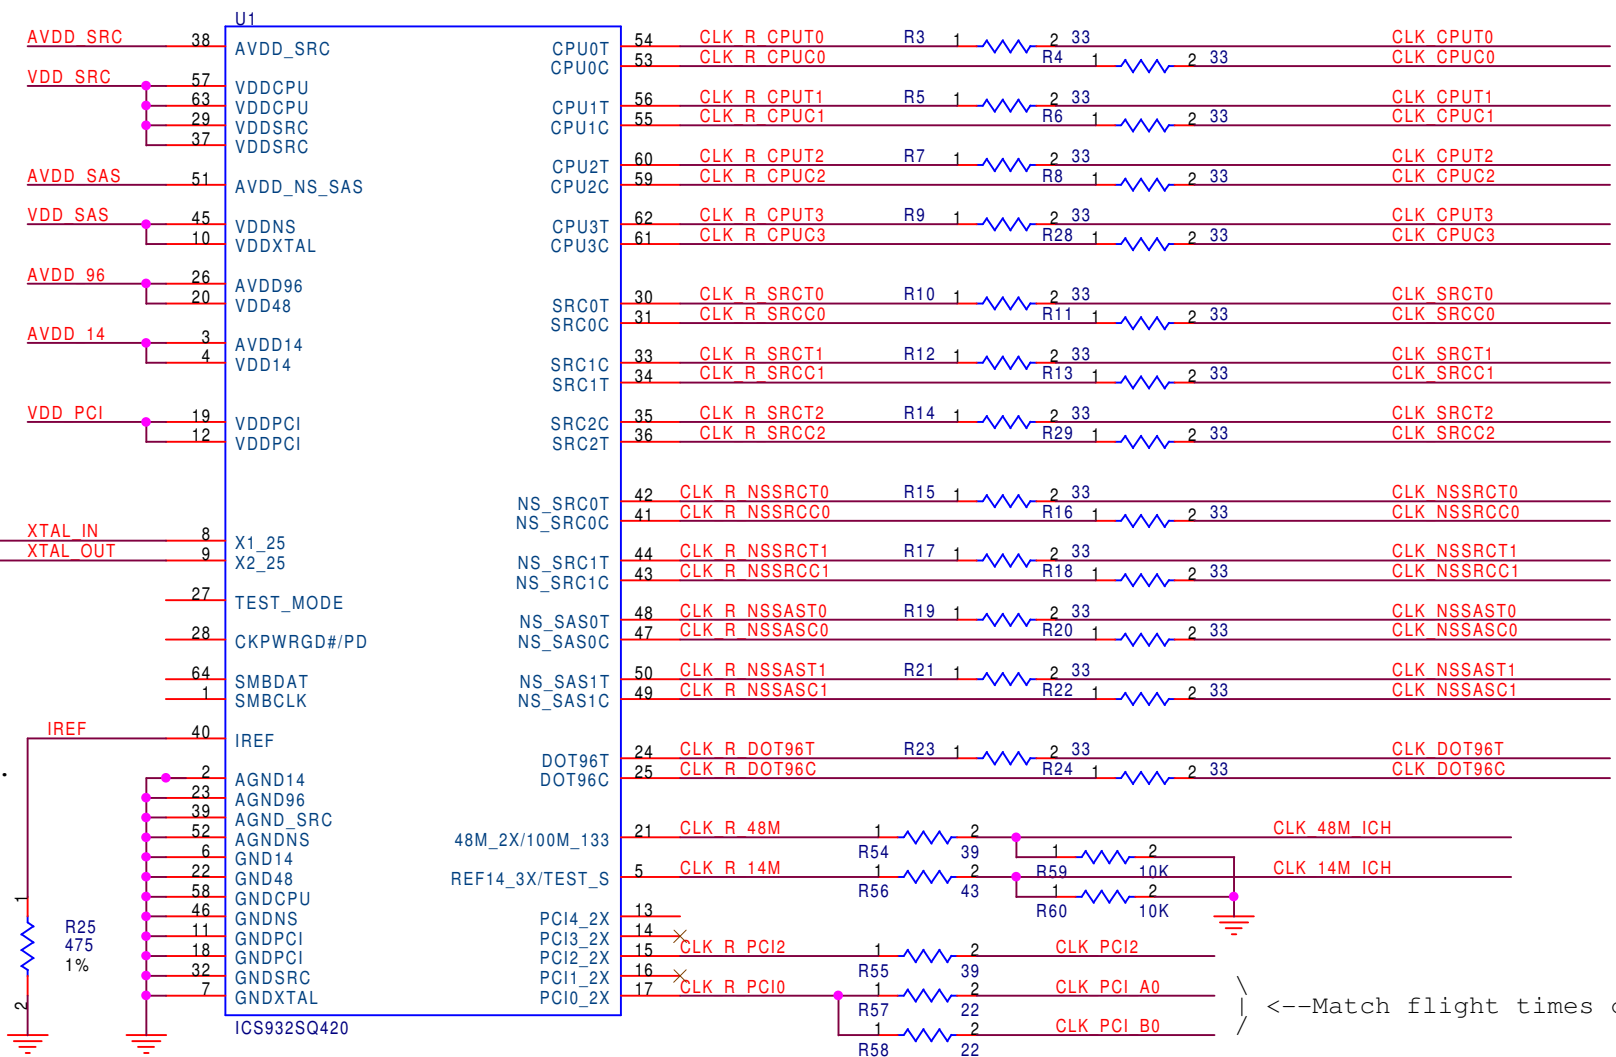 U1
AVDD_SRC 38 AVDD_SRC CPU0T 54 CLK_R_CPUT0 R3 1 2 33 CLK_CPUT0
CPU0C 53 CLK_R_CPUC0 R4 1 2 33 CLK_CPUC0
VDD_SRC 57 VDDCPU
63 VDDCPU CPU1T 56 CLK_R_CPUT1 R5 1 2 33 CLK_CPUT1
29 VDDSRC CPU1C 55 CLK_R_CPUC1 R6 1 2 33 CLK_CPUC1
37 VDDSRC
CPU2T 60 CLK_R_CPUT2 R7 1 2 33 CLK_CPUT2
AVDD_SAS 51 AVDD_NS_SAS CPU2C 59 CLK_R_CPUC2 R8 1 2 33 CLK_CPUC2
VDD_SAS 45 VDDNS CPU3T 62 CLK_R_CPUT3 R9 1 2 33 CLK_CPUT3
10 VDDXTAL CPU3C 61 CLK_R_CPUC3 R28 1 2 33 CLK_CPUC3
AVDD_96 26 AVDD96
20 VDD48 SRC0T 30 CLK_R_SRCT0 R10 1 2 33 CLK_SRCT0
SRC0C 31 CLK_R_SRCC0 R11 1 2 33 CLK_SRCC0
AVDD_14 3 AVDD14
4 VDD14 SRC1C 33 CLK_R_SRCT1 R12 1 2 33 CLK_SRCT1
SRC1T 34 CLK_R_SRCC1 R13 1 2 33 CLK_SRCC1
VDD_PCI 19 VDDPCI SRC2C 35 CLK_R_SRCT2 R14 1 2 33 CLK_SRCT2
12 VDDPCI SRC2T 36 CLK_R_SRCC2 R29 1 2 33 CLK_SRCC2
NS_SRC0T 42 CLK_R_NSSRCT0 R15 1 2 33 CLK_NSSRCT0
NS_SRC0C 41 CLK_R_NSSRCC0 R16 1 2 33 CLK_NSSRCC0
XTAL_IN 8 X1_25
XTAL_OUT 9 X2_25 NS_SRC1T 44 CLK_R_NSSRCT1 R17 1 2 33 CLK_NSSRCT1
NS_SRC1C 43 CLK_R_NSSRCC1 R18 1 2 33 CLK_NSSRCC1
27 TEST_MODE
NS_SAS0T 48 CLK_R_NSSAST0 R19 1 2 33 CLK_NSSAST0
28 CKPWRGD#/PD NS_SAS0C 47 CLK_R_NSSASC0 R20 1 2 33 CLK_NSSASC0
64 SMBDAT NS_SAS1T 50 CLK_R_NSSAST1 R21 1 2 33 CLK_NSSAST1
1 SMBCLK NS_SAS1C 49 CLK_R_NSSASC1 R22 1 2 33 CLK_NSSASC1
IREF 40 IREF
DOT96T 24 CLK_R_DOT96T R23 1 2 33 CLK_DOT96T
2 AGND14 DOT96C 25 CLK_R_DOT96C R24 1 2 33 CLK_DOT96C
23 AGND96
39 AGND_SRC
52 AGNDNS 48M_2X/100M_133 21 CLK_R_48M R54 1 2 39 CLK_48M_ICH
6 GND14 R59 1 2 10K
22 GND48 REF14_3X/TEST_S 5 CLK_R_14M R56 1 2 43 CLK_14M_ICH
58 GNDCPU R60 1 2 10K
46 GNDNS PCI4_2X 13
11 GNDPCI PCI3_2X 14
18 GNDPCI PCI2_2X 15 CLK_R_PCI2 R55 1 2 39 CLK_PCI2
32 GNDSRC PCI1_2X 16
7 GNDXTAL PCI0_2X 17 CLK_R_PCI0 R57 1 2 22 CLK_PCI_A0
R58 1 2 22 CLK_PCI_B0
\
| <--Match flight times
/
1 R25 475 1% 2
ICS932SQ420